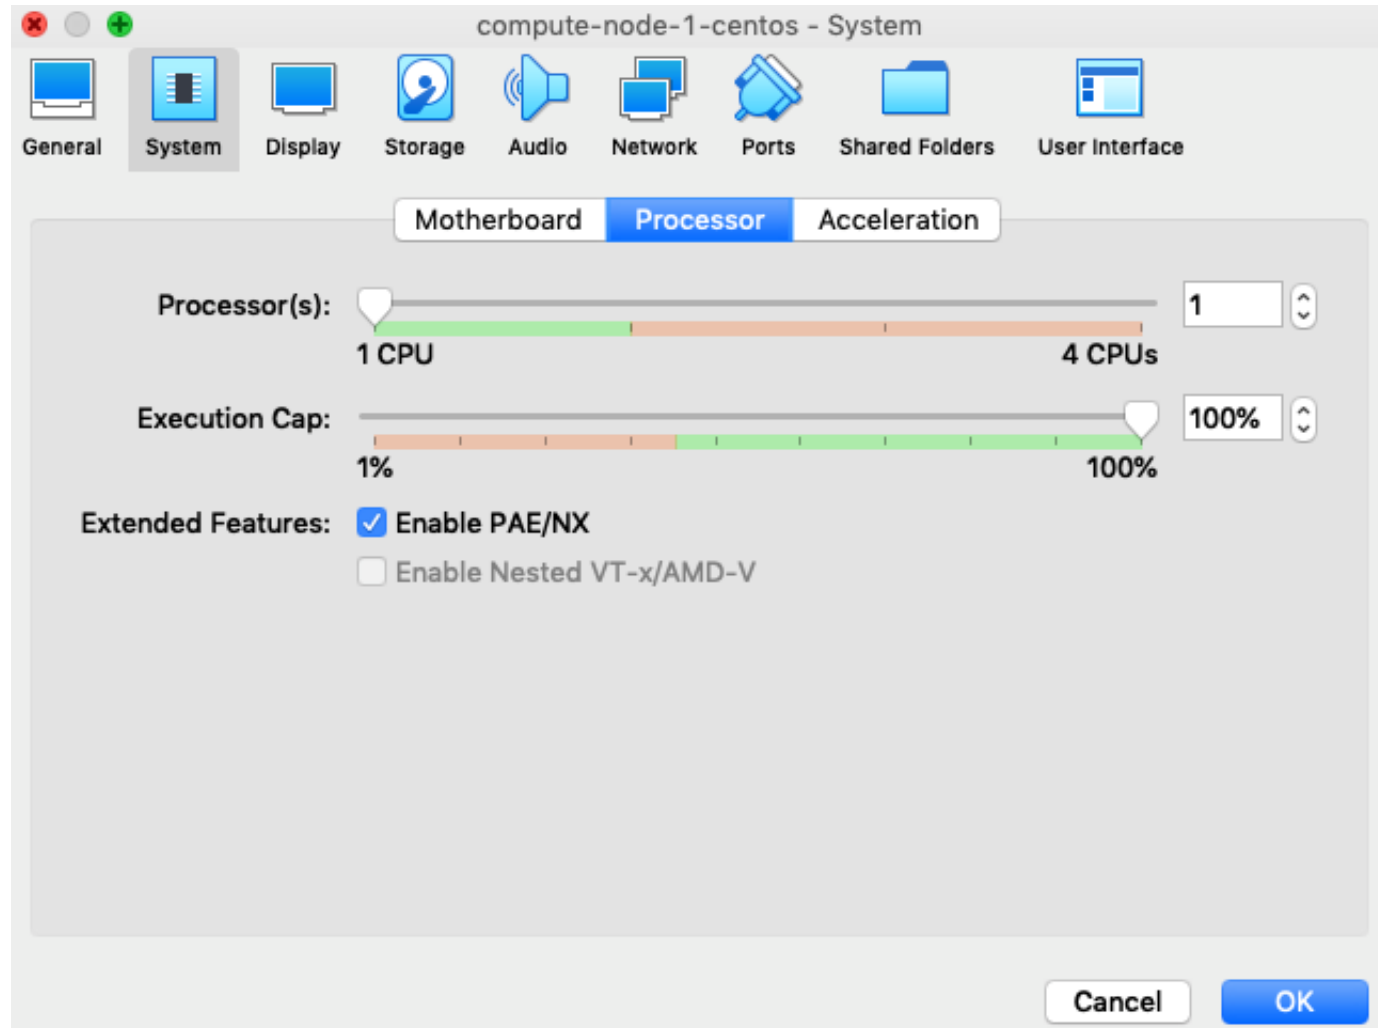 compute-node-1-centos - System
General System Display Storage Audio Network Ports Shared Folders User Interface
Motherboard Processor Acceleration
Processor(s): 1
1 CPU 4 CPUs
Execution Cap: 100%
1% 100%
Extended Features: Enable PAE/NX
Enable Nested VT-x/AMD-V
Cancel OK